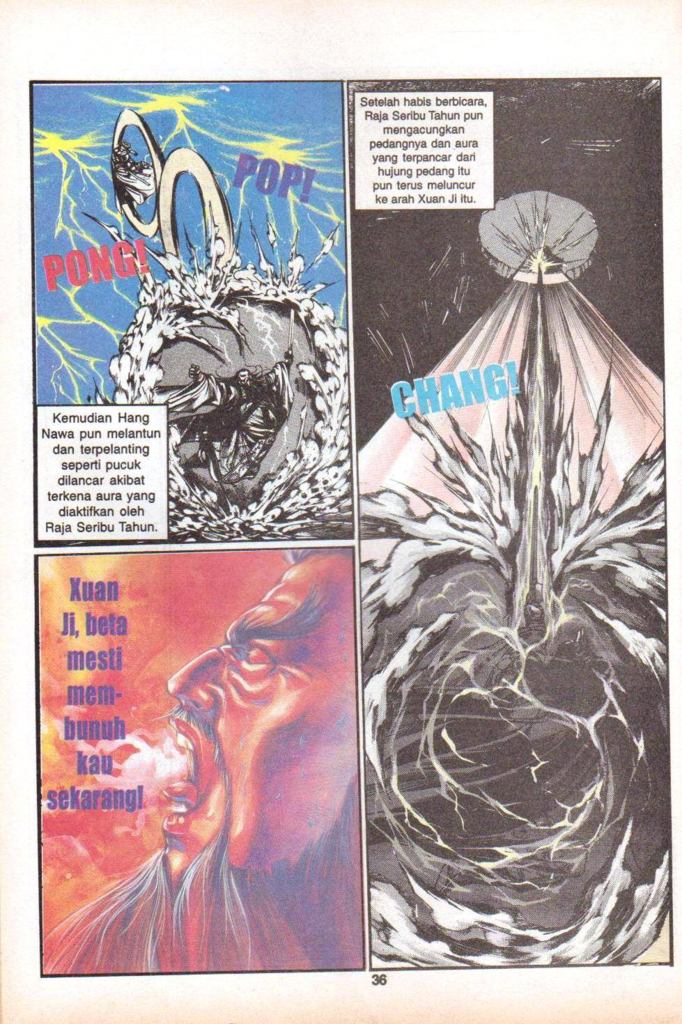 POP!
PONG!
Kemudian Hang
Nawa pun melantun
dan terpelanting
seperti pucuk
dilancar akibat
terkena aura yang
diaktifkan oleh
Raja Seribu Tahun.
Xuan
Ji, beta
mesti
mem-
bunuh
kau
sekarang!
Setelah habis berbicara,
Raja Seribu Tahun pun
mengacungkan
pedangnya dan aura
yang terpancar dari
hujung pedang itu
pun terus meluncur
ke arah Xuan Ji itu.
CHANG!
36